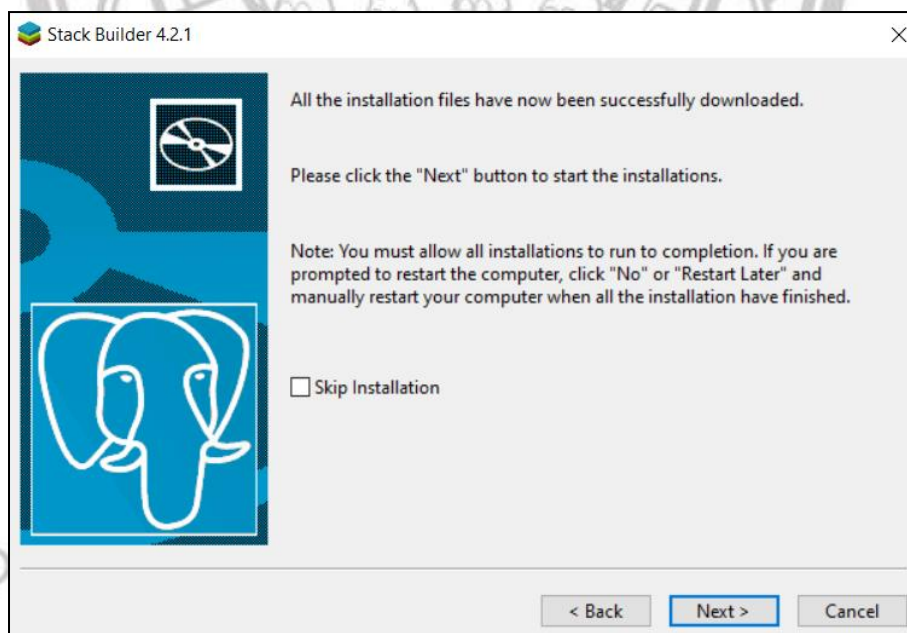 Stack Builder 4.2.1
All the installation files have now been successfully downloaded.
Please click the "Next" button to start the installations.
Note: You must allow all installations to run to completion. If you are
prompted to restart the computer, click "No" or "Restart Later" and
manually restart your computer when all the installation have finished.
Skip Installation
< Back
Next >
Cancel